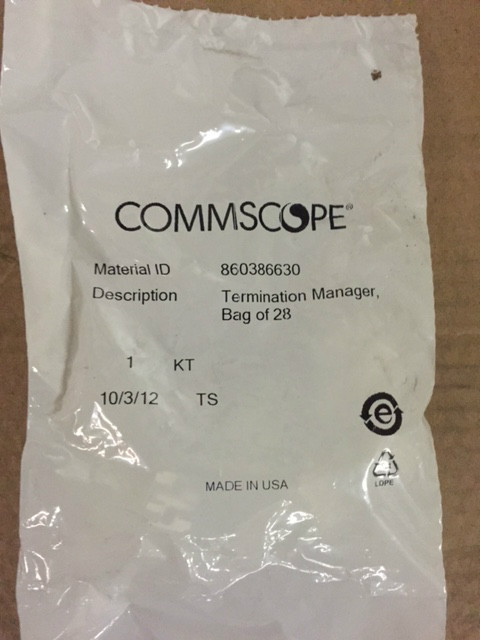 COMMSCOPE®
Material ID 860386630
Description Termination Manager,
Bag of 28
1 KT
10/3/12 TS
e
MADE IN USA
LDPE